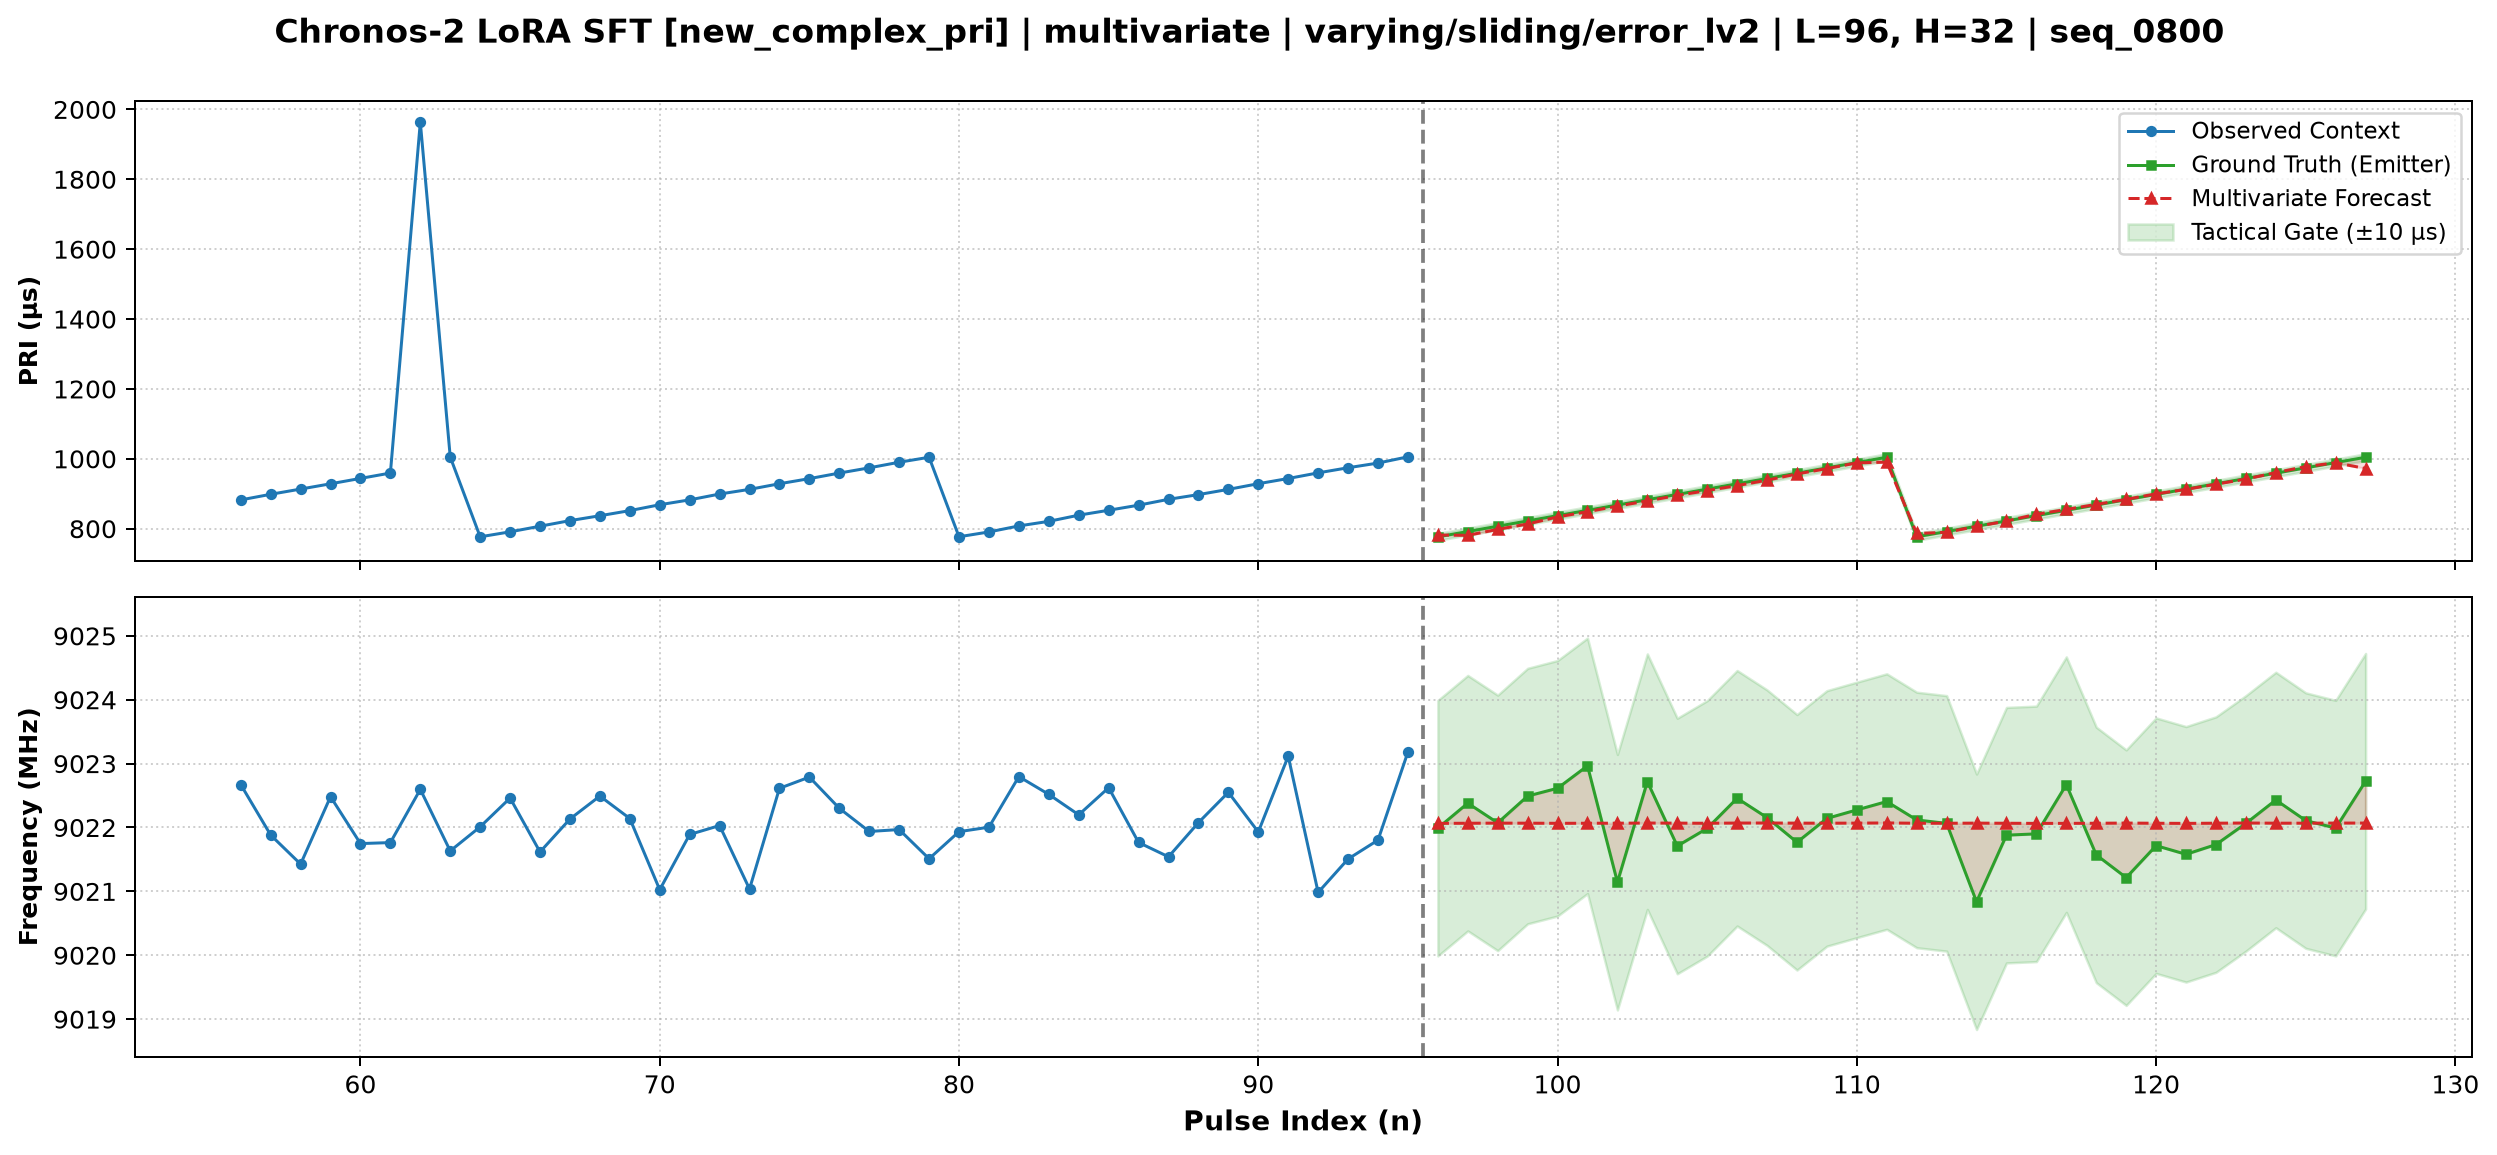 Chronos-2 LoRA SFT [new_complex_pri] | multivariate | varying/sliding/error_lv2 | L=96, H=32 | seq_0800
2000
1800
1600
1400
1200
1000
800
PRI (µs)
Observed Context
Ground Truth (Emitter)
Multivariate Forecast
Tactical Gate (±10 µs)
9025
9024
9023
9022
9021
9020
9019
Frequency (MHz)
60
70
80
90
100
110
120
130
Pulse Index (n)